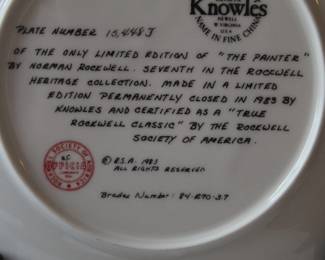 Knowles
NEWELL
W VIRGINIA
U.S.A.
NAME IN FINE CHINA
PLATE NUMBER 10,448J
OF THE ONLY LIMITED EDITION OF "THE PAINTER"
BY NORMAN ROCKWELL. SEVENTH IN THE ROCKWELL
HERITAGE COLLECTION. MADE IN A LIMITED
EDITION PERMANENTLY CLOSED IN 1983 BY
KNOWLES AND CERTIFIED AS A "TRUE
ROCKWELL CLASSIC" BY THE ROCKWELL
SOCIETY OF AMERICA.
© R.S.A. 1983
ALL RIGHTS RESERVED
Bradex Number: 84-R70-3.7